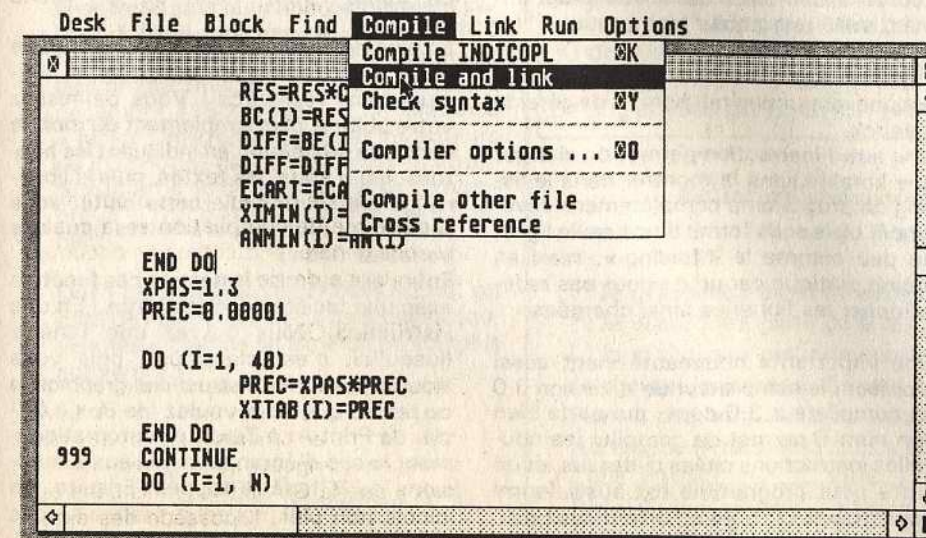 Desk File Block Find Compile Link Run Options
Compile INDICOPL ⌧K
Compile and link
Check syntax ⌧Y
Compiler options ... ⌧O
Compile other file
Cross reference
RES=RES*C
BC(I)=RES
DIFF=BE(I
DIFF=DIFF
ECART=ECA
XIMIN(I)=
ANMIN(I)=AN(I)
END DO
XPAS=1.3
PREC=0.00001
DO (I=1, 40)
PREC=XPAS*PREC
XITAB(I)=PREC
END DO
999 CONTINUE
DO (I=1, N)